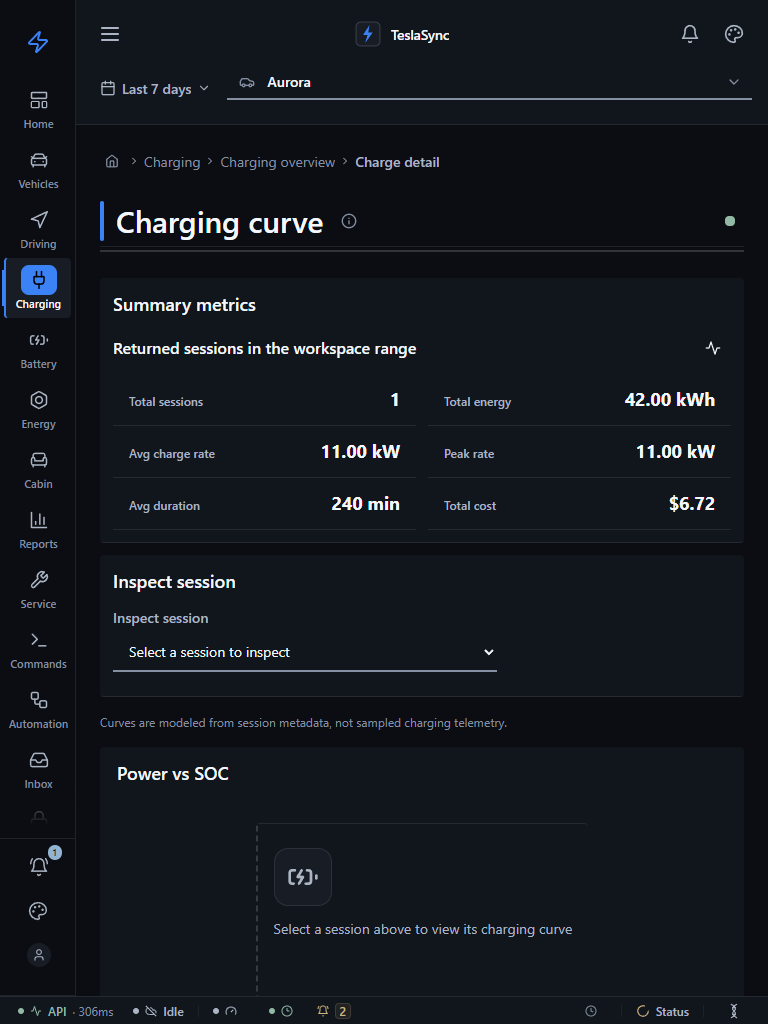 TeslaSync
Last 7 days
Aurora
Home
Vehicles
Driving
Charging
Battery
Energy
Cabin
Reports
Service
Commands
Automation
Inbox
1
Charging > Charging overview > Charge detail
Charging curve
Summary metrics
Returned sessions in the workspace range
Total sessions 1
Total energy 42.00 kWh
Avg charge rate 11.00 kW
Peak rate 11.00 kW
Avg duration 240 min
Total cost $6.72
Inspect session
Inspect session
Select a session to inspect
Curves are modeled from session metadata, not sampled charging telemetry.
Power vs SOC
Select a session above to view its charging curve
API · 306ms Idle 2 Status